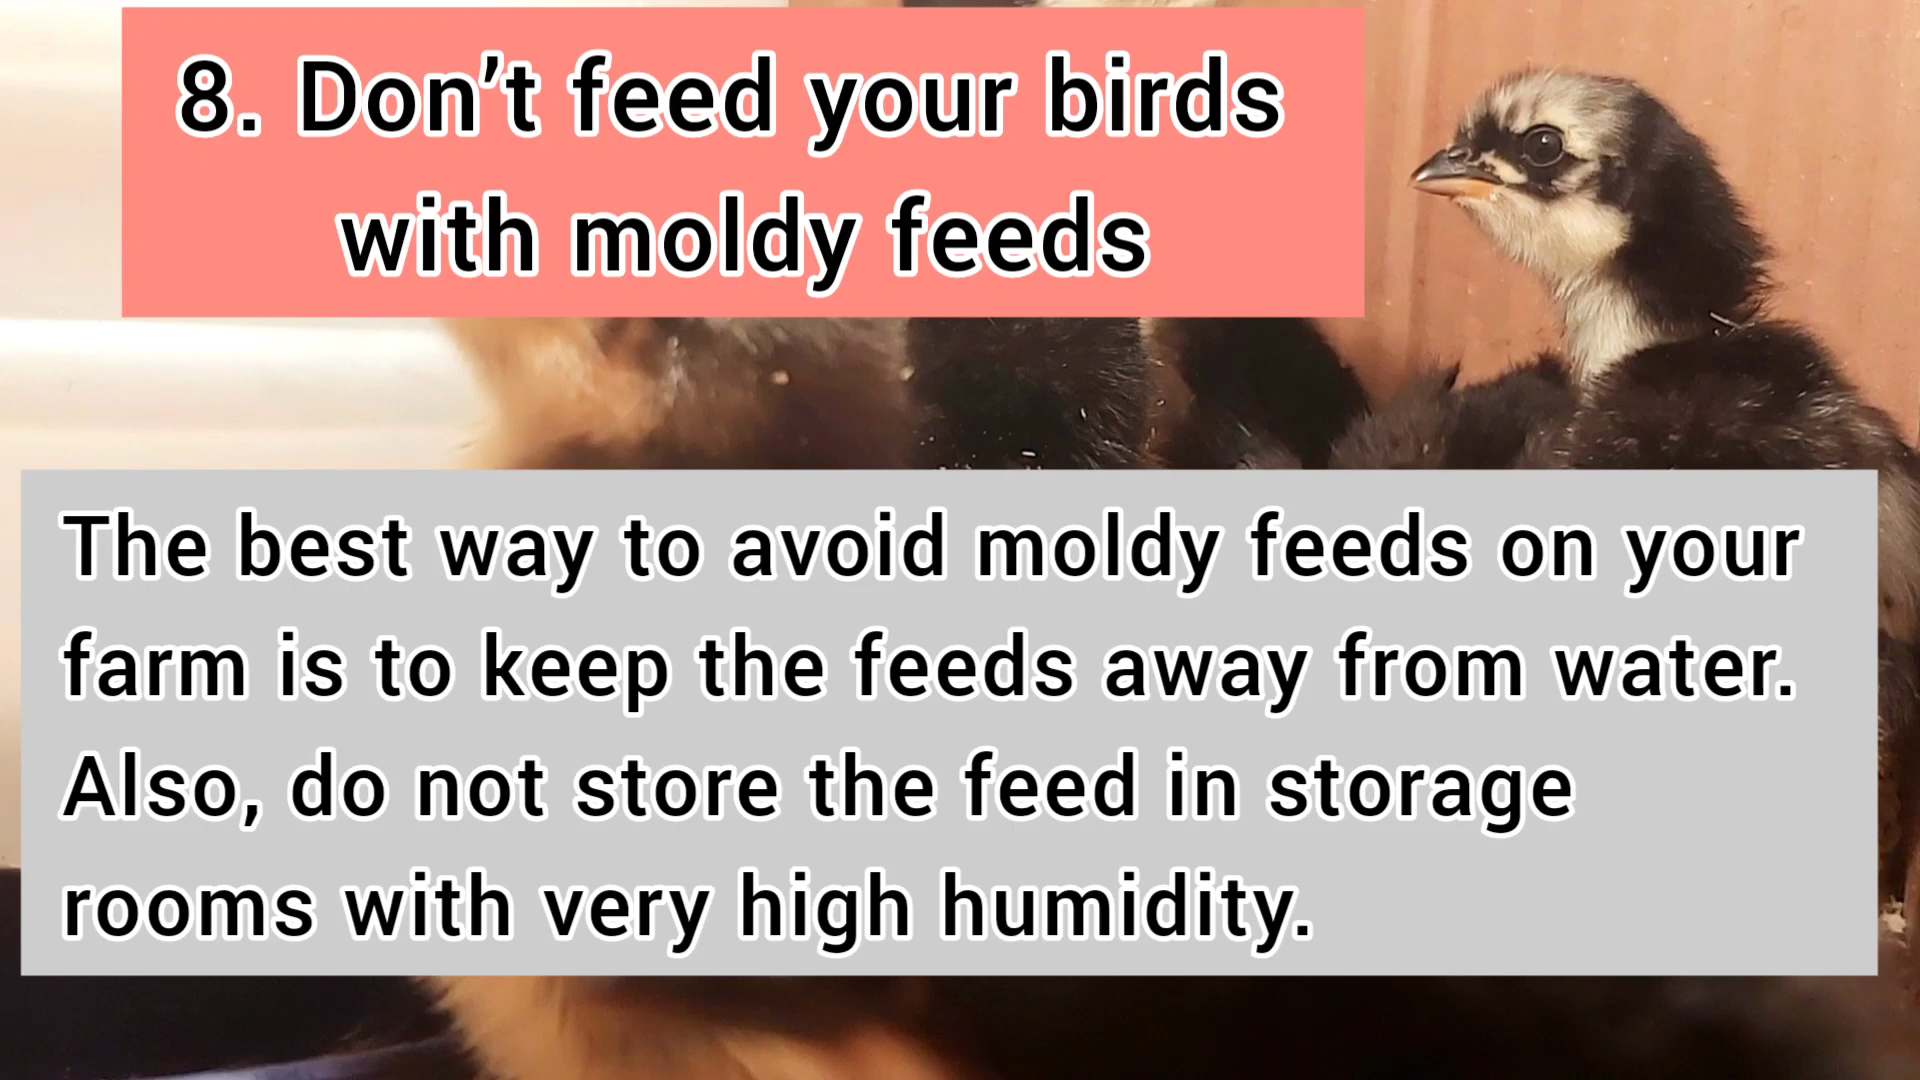 8. Don’t feed your birds
with moldy feeds
The best way to avoid moldy feeds on your
farm is to keep the feeds away from water.
Also, do not store the feed in storage
rooms with very high humidity.